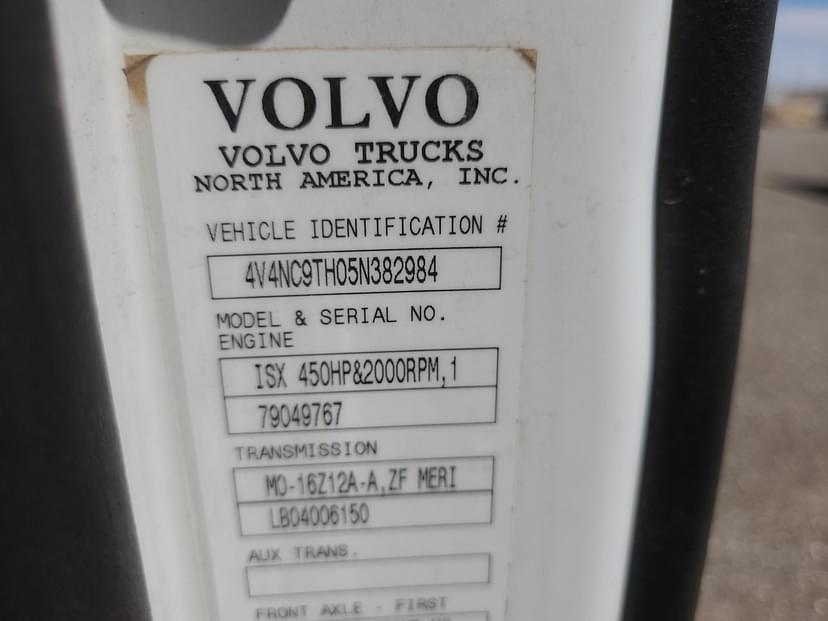 VOLVO
VOLVO TRUCKS
NORTH AMERICA, INC.
VEHICLE IDENTIFICATION #
4V4NC9TH05N382984
MODEL & SERIAL NO.
ENGINE
ISX 450HP&2000RPM,1
79049767
TRANSMISSION
MO-16Z12A-A,ZF MERI
LB04006150
AUX TRANS.
FRONT AXLE - FIRST